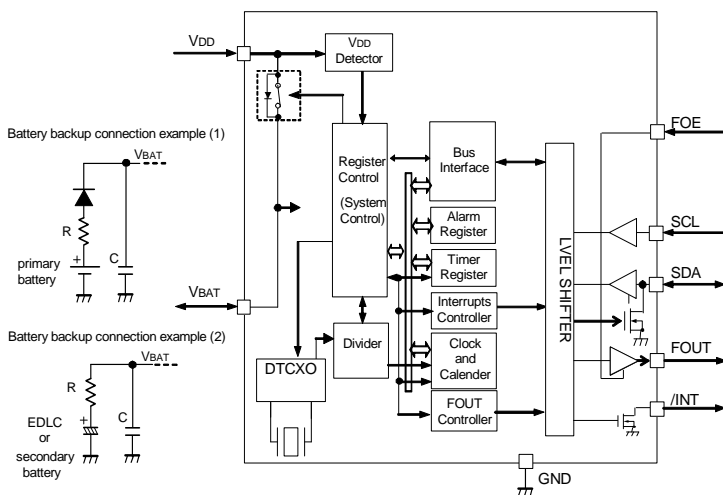 VDD
VDD
Detector
Battery backup connection example (1)
VBAT
R
C
+
primary
battery
VBAT
Battery backup connection example (2)
VBAT
R
C
+
EDLC
or
secondary
battery
Register
Control
(System
Control)
Bus
Interface
Alarm
Register
Timer
Register
Interrupts
Controller
Divider
Clock
and
Calender
DTCXO
FOUT
Controller
LVEL SHIFTER
FOE
SCL
SDA
FOUT
/INT
GND